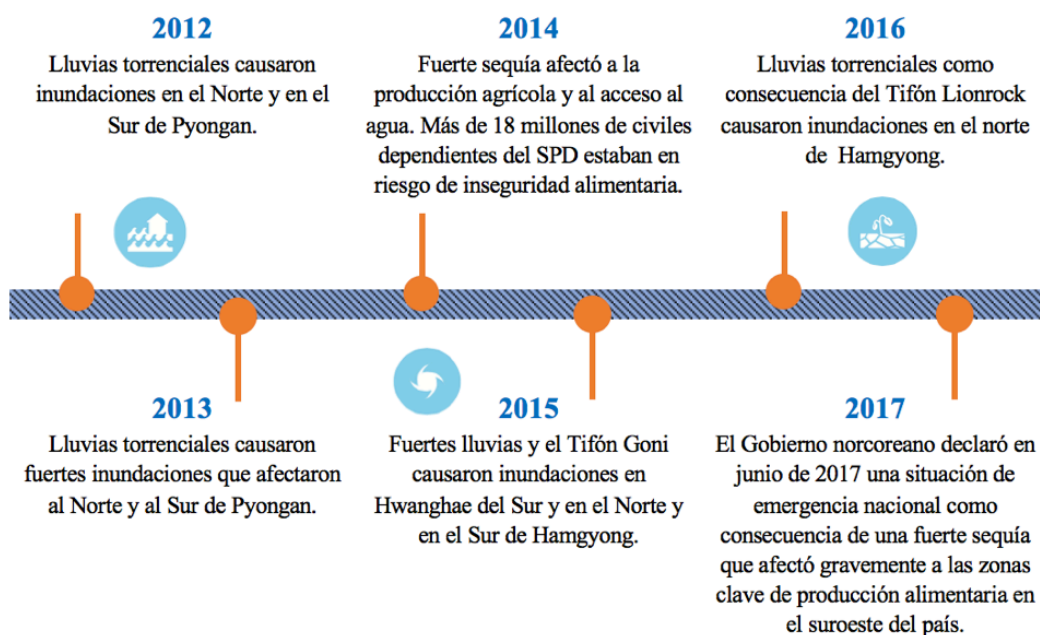 2012
Lluvias torrenciales causaron
inundaciones en el Norte y en el
Sur de Pyongan.
2014
Fuerte sequía afectó a la
producción agrícola y al acceso al
agua. Más de 18 millones de civiles
dependientes del SPD estaban en
riesgo de inseguridad alimentaria.
2016
Lluvias torrenciales como
consecuencia del Tifón Lionrock
causaron inundaciones en el norte
de Hamgyong.
2013
Lluvias torrenciales causaron
fuertes inundaciones que afectaron
al Norte y al Sur de Pyongan.
2015
Fuertes lluvias y el Tifón Goni
causaron inundaciones en
Hwanghae del Sur y en el Norte y
en el Sur de Hamgyong.
2017
El Gobierno norcoreano declaró en
junio de 2017 una situación de
emergencia nacional como
consecuencia de una fuerte sequía
que afectó gravemente a las zonas
clave de producción alimentaria en
el suroeste del país.